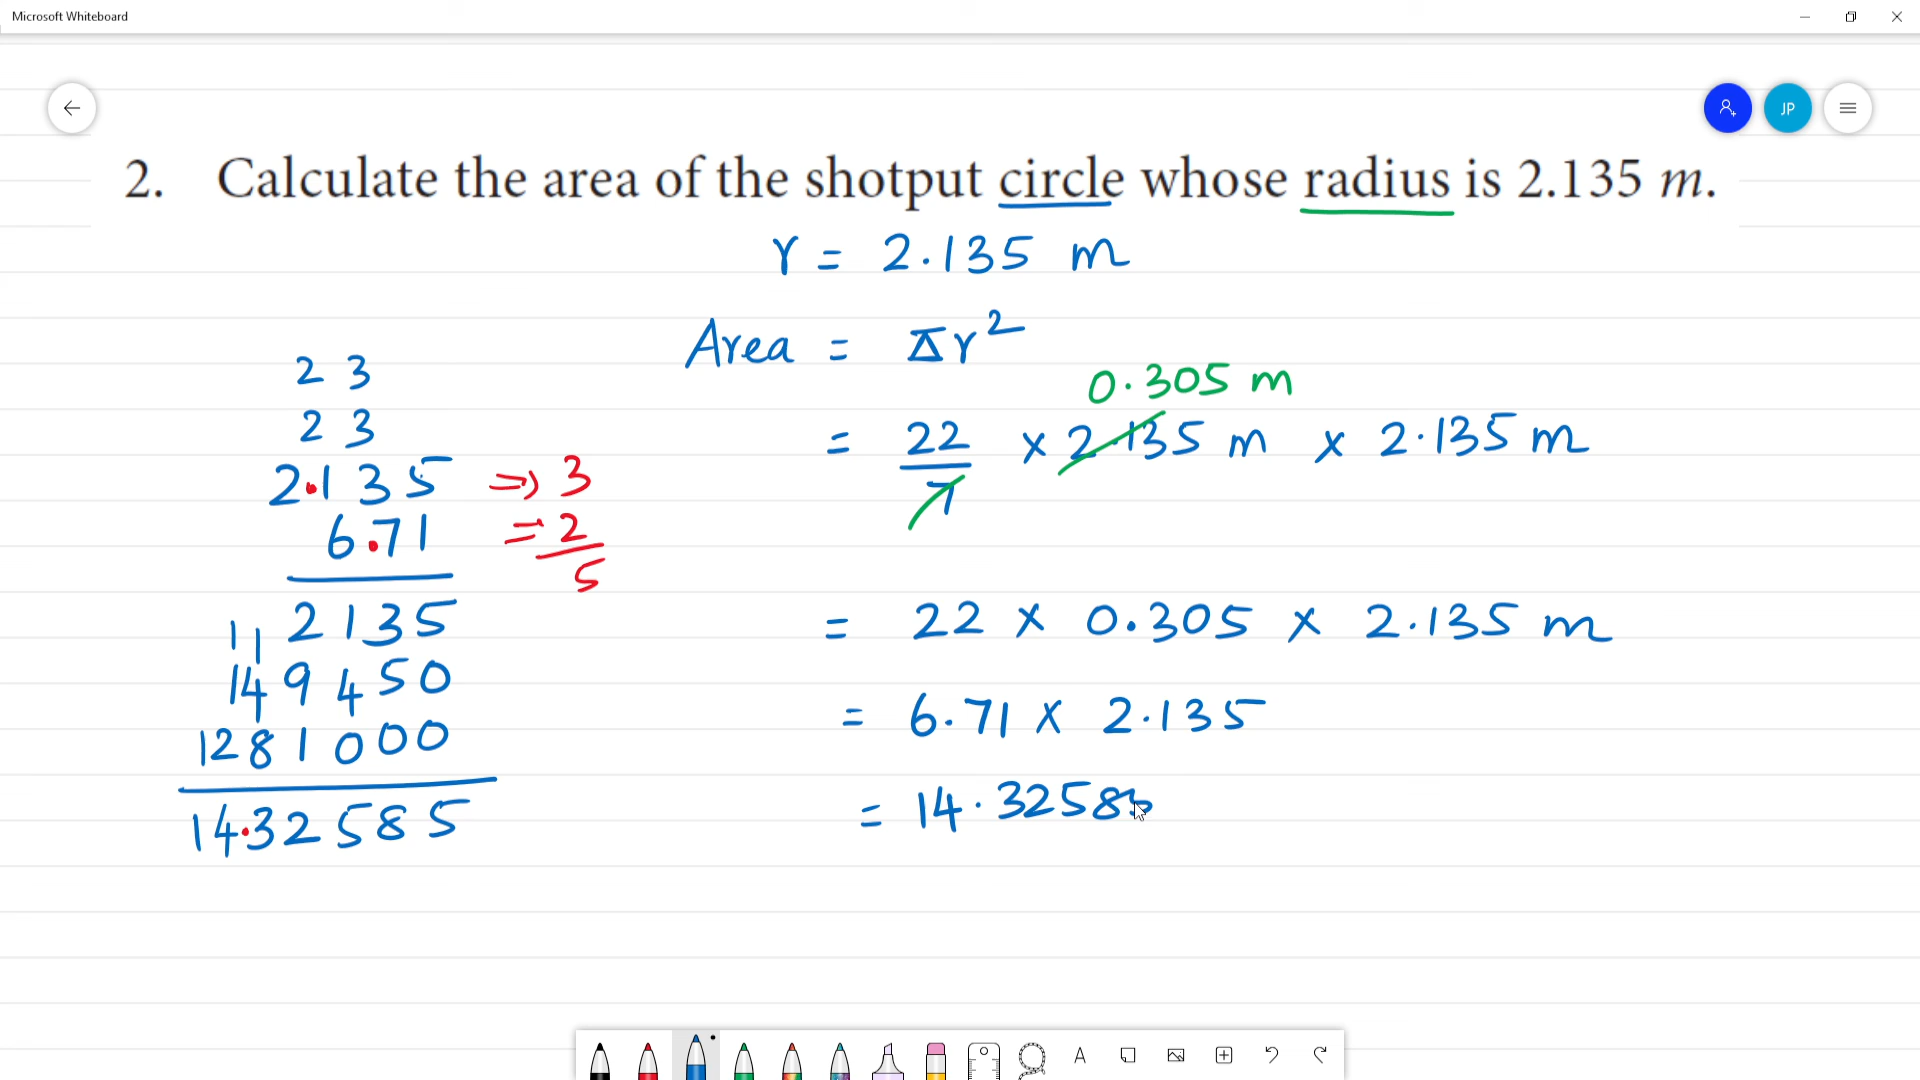 Microsoft Whiteboard
JP
2. Calculate the area of the shotput circle whose radius is 2.135 m.
r = 2.135 m
Area = πr²
0.305 m
= 22/7 × 2.135 m × 2.135 m
= 22 × 0.305 × 2.135 m
= 6.71 × 2.135
= 14.32585
2 3
2 3
2.135 => 3
6.71 = 2
5
2135
11
149450
1281000
14.32585
A